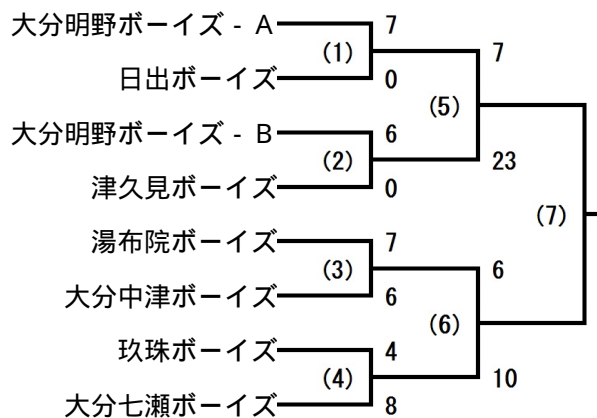 大分明野ボーイズ - A
7
(1)
7
日出ボーイズ
0
(5)
大分明野ボーイズ - B
6
(2)
23
津久見ボーイズ
0
(7)
湯布院ボーイズ
7
(3)
6
大分中津ボーイズ
6
(6)
玖珠ボーイズ
4
(4)
10
大分七瀬ボーイズ
8